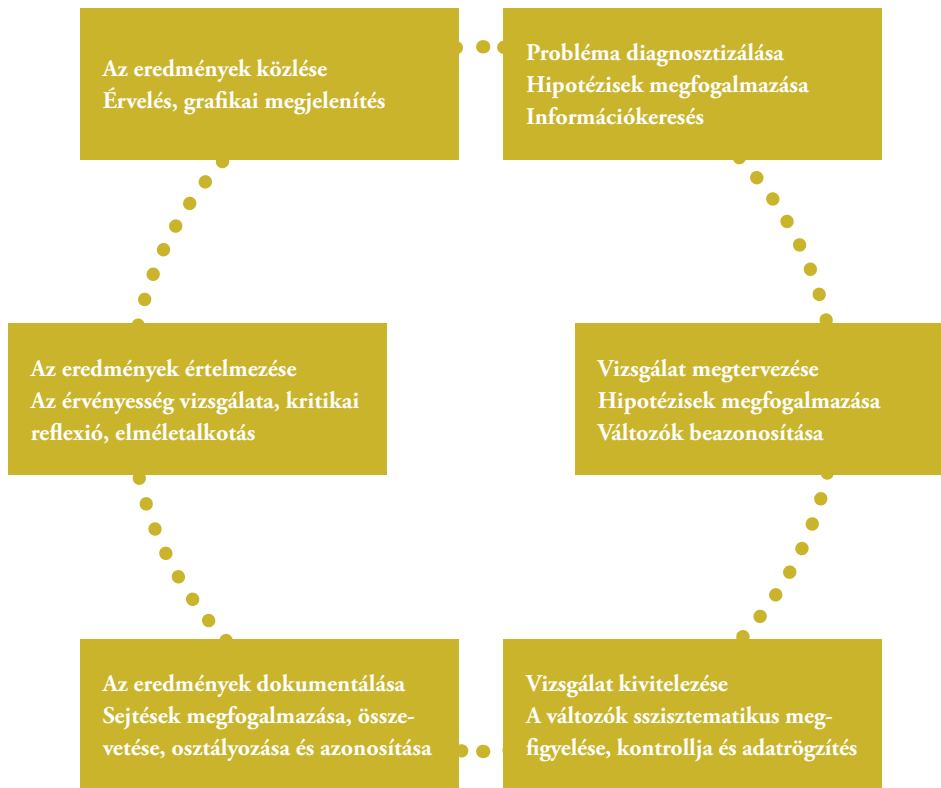 Az eredmények közlése
Érvelés, grafikai megjelenítés
Probléma diagnosztizálása
Hipotézisek megfogalmazása
Információkeresés
Az eredmények értelmezése
Az érvényesség vizsgálata, kritikai
reflexió, elméletalkotás
Vizsgálat megtervezése
Hipotézisek megfogalmazása
Változók beazonosítása
Az eredmények dokumentálása
Sejtések megfogalmazása, össze-
vetése, osztályozása és azonosítása
Vizsgálat kivitelezése
A változók sszisztematikus meg-
figyelése, kontrollja és adatrögzítés